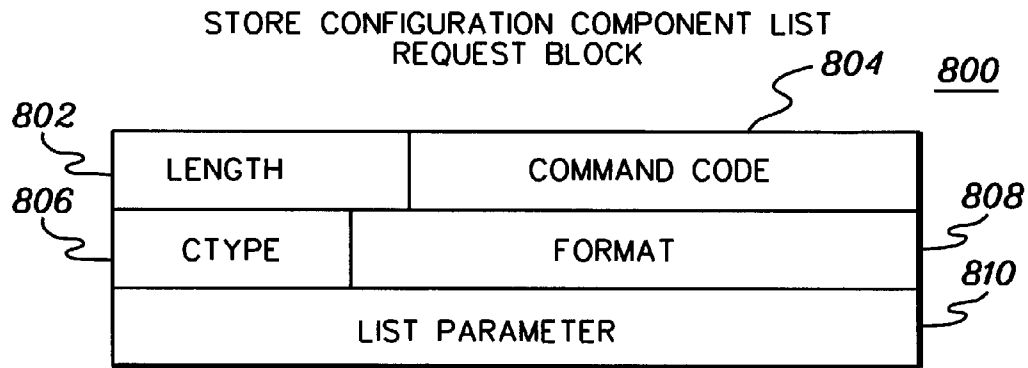 STORE CONFIGURATION COMPONENT LIST
REQUEST BLOCK
804
800
802
LENGTH
COMMAND CODE
806
CTYPE
FORMAT
808
810
LIST PARAMETER